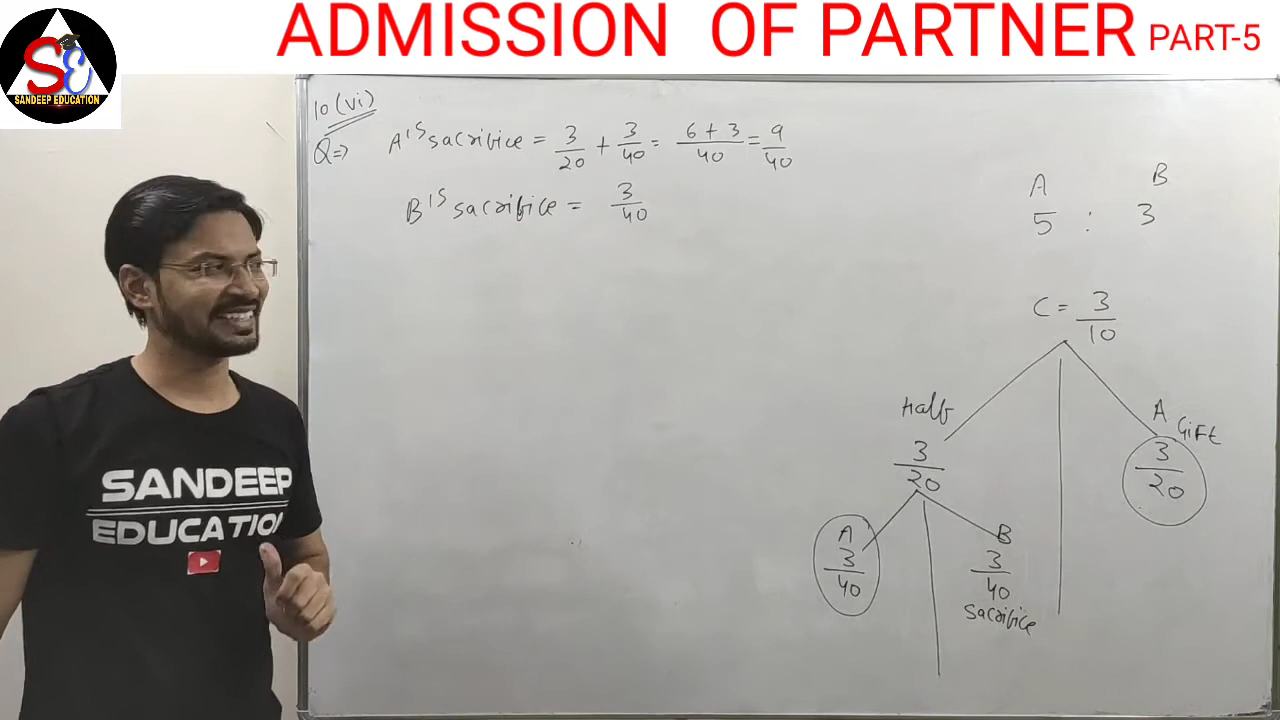 ADMISSION OF PARTNER PART-5
SE
SANDEEP EDUCATION
10 (vi)
Q⇒ A's sacrifice = 3/20 + 3/40 = 6+3/40 = 9/40
B's sacrifice = 3/40
A B
5 : 3
C = 3/10
Half
3/20
A Gift
3/20
A
3/40
B
3/40
Sacrifice
SANDEEP
EDUCATION